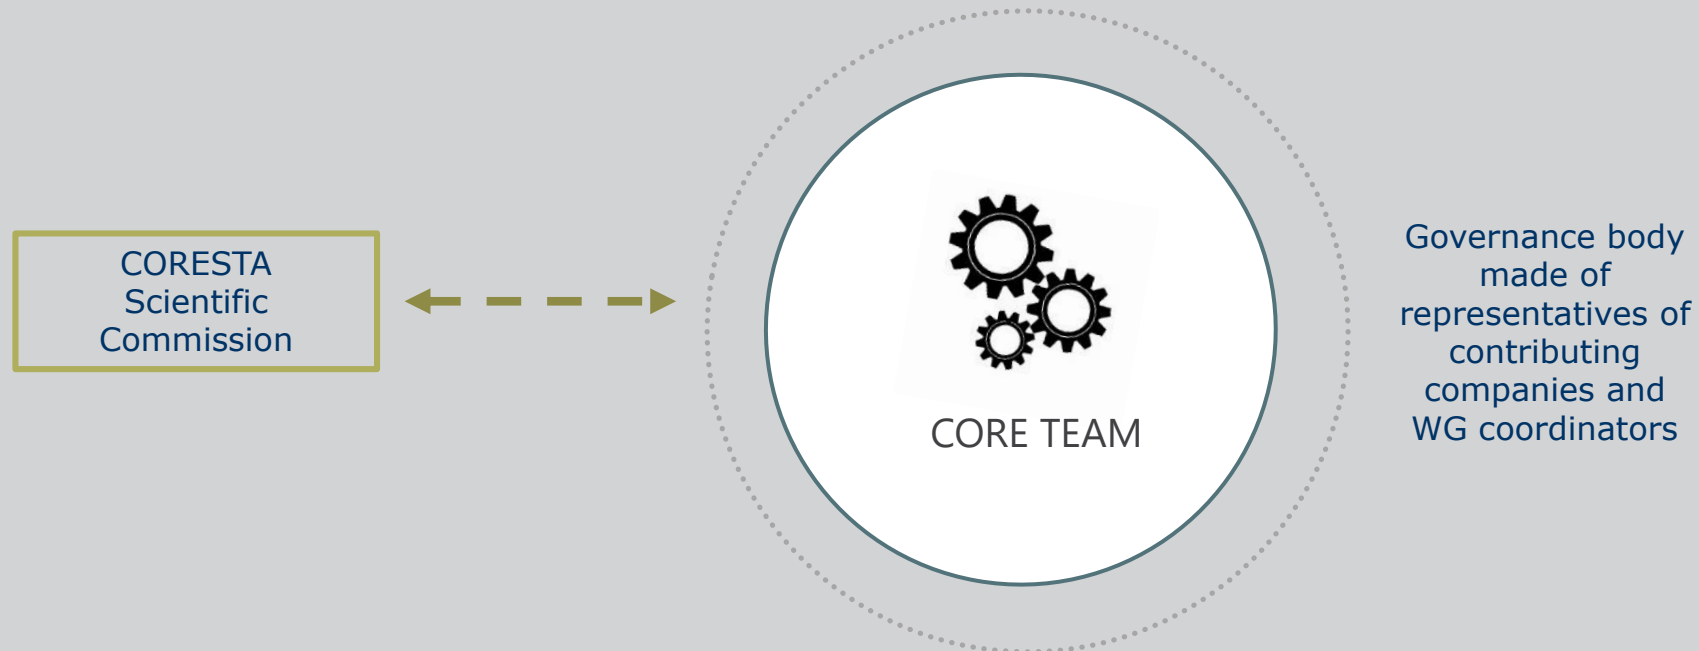 CORESTA
Scientific
Commission
CORE TEAM
Governance body
made of
representatives of
contributing
companies and
WG coordinators